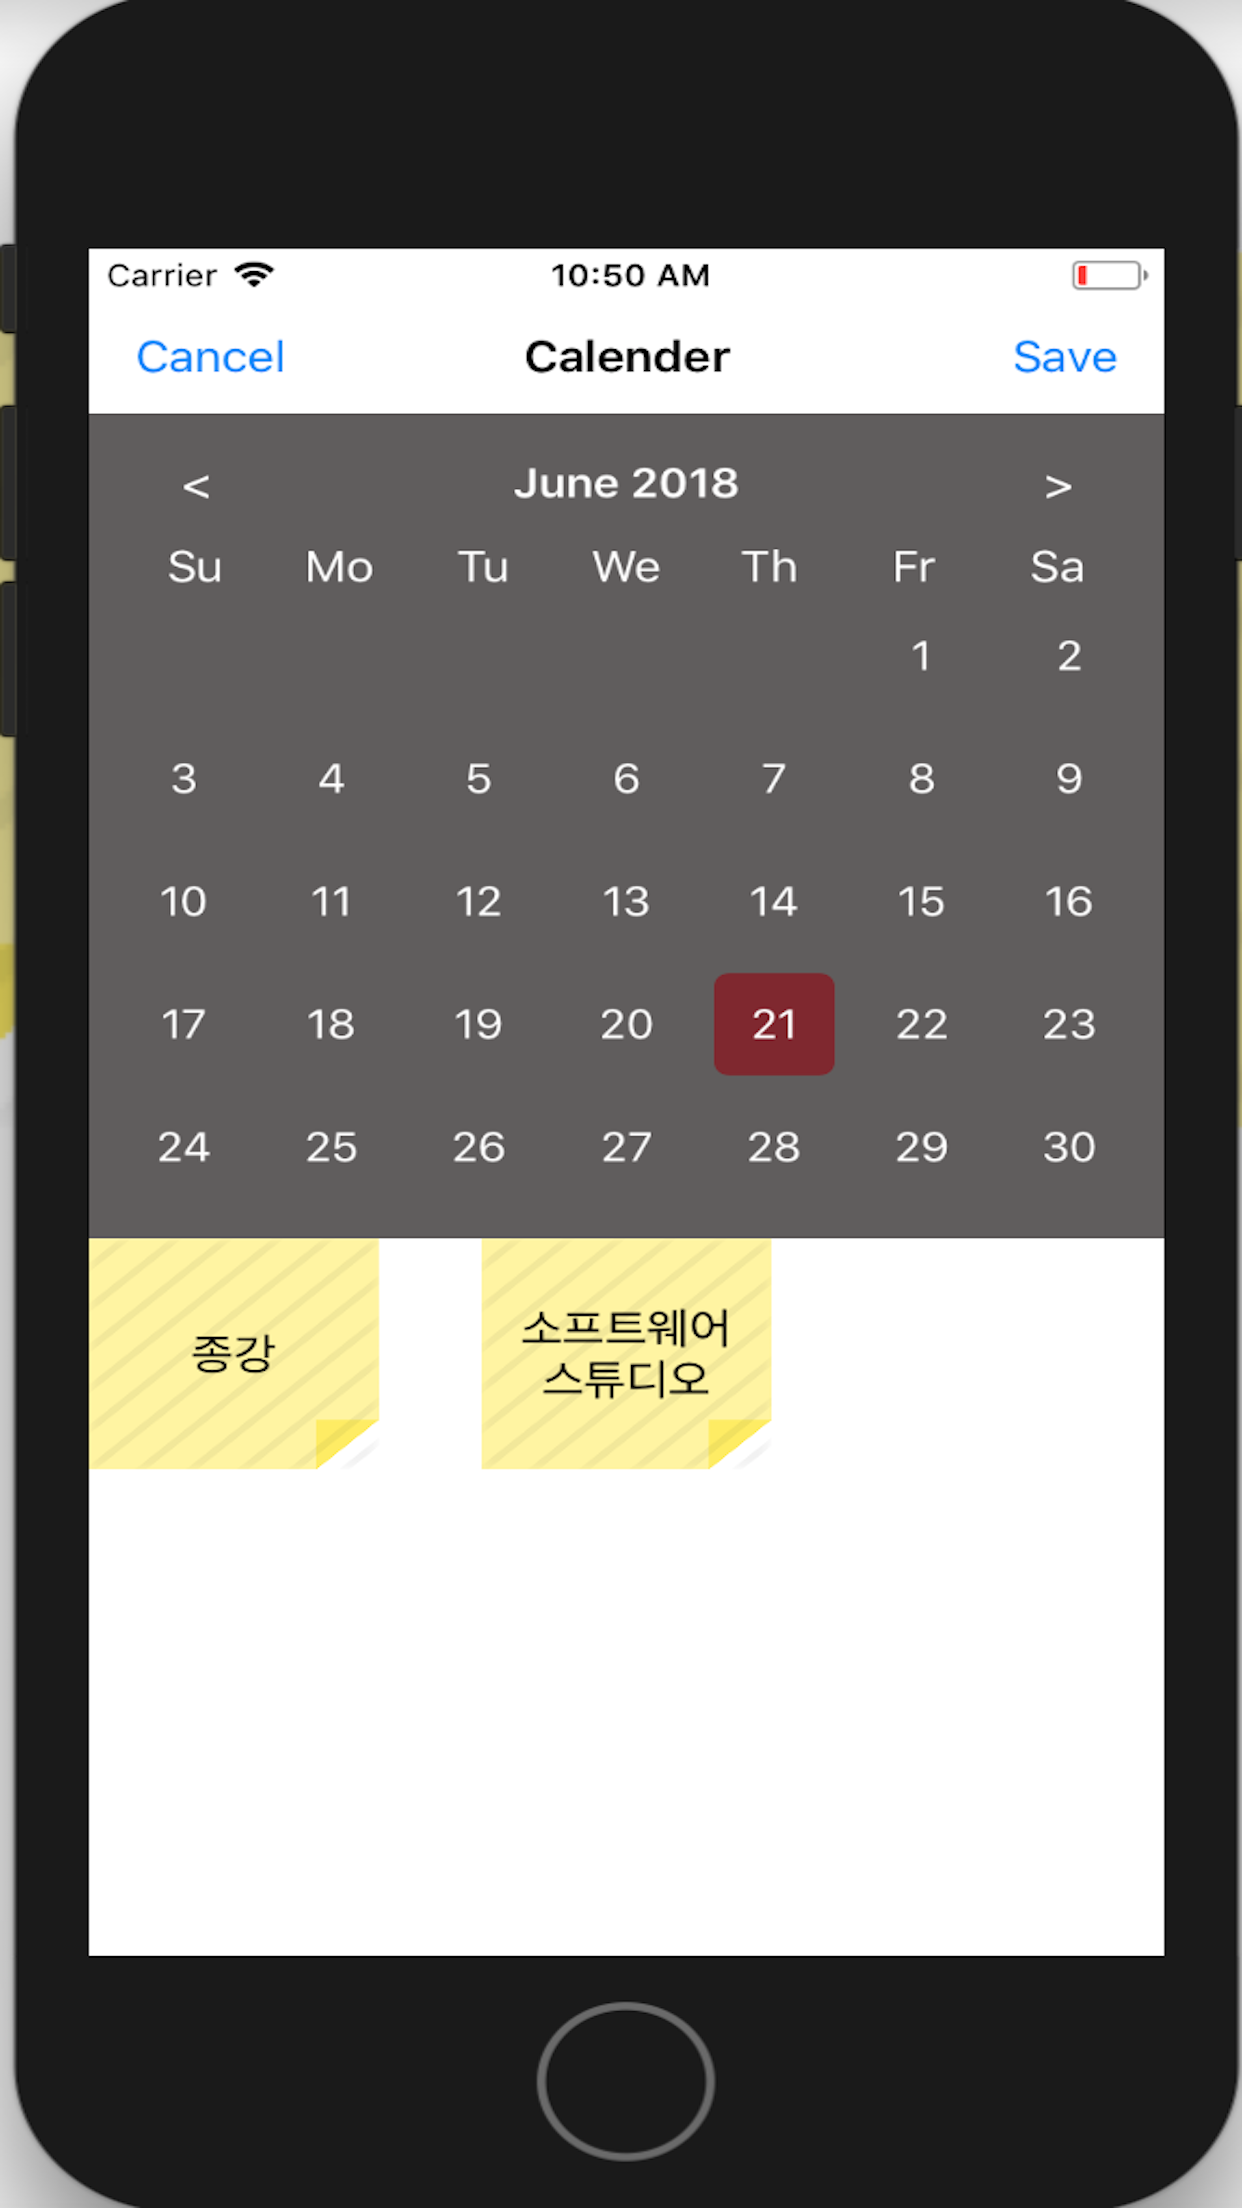 Carrier 10:50 AM
Cancel Calender Save
< June 2018 >
Su Mo Tu We Th Fr Sa
1 2
3 4 5 6 7 8 9
10 11 12 13 14 15 16
17 18 19 20 21 22 23
24 25 26 27 28 29 30
종강
소프트웨어
스튜디오